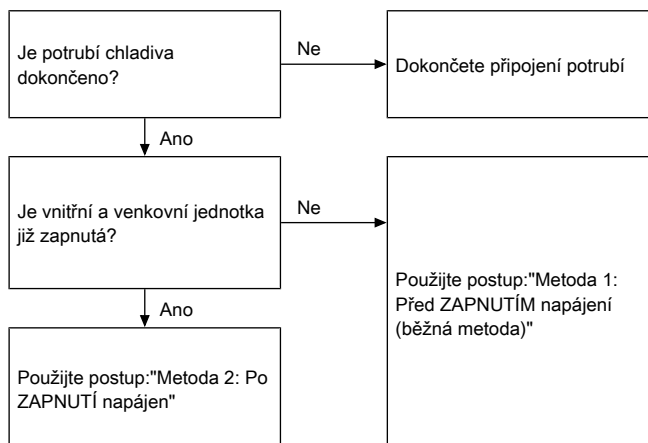 Je potrubí chladiva
dokončeno?
Ne
Dokončete připojení potrubí
Ano
Je vnitřní a venkovní jednotka
již zapnutá?
Ne
Použijte postup:"Metoda 1:
Před ZAPNUTÍM napájení
(běžná metoda)"
Ano
Použijte postup:"Metoda 2: Po
ZAPNUTÍ napájen"